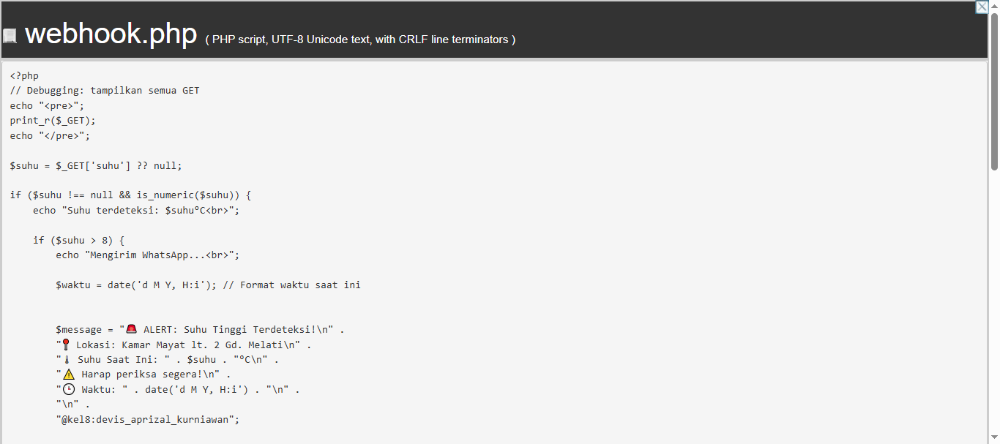 webhook.php ( PHP script, UTF-8 Unicode text, with CRLF line terminators )
<?php
// Debugging: tampilkan semua GET
echo "<pre>";
print_r($_GET);
echo "</pre>";

$suhu = $_GET['suhu'] ?? null;

if ($suhu !== null && is_numeric($suhu)) {
    echo "Suhu terdeteksi: $suhu°C<br>";

    if ($suhu > 8) {
        echo "Mengirim WhatsApp...<br>";

        $waktu = date('d M Y, H:i'); // Format waktu saat ini

        $message = "🚨 ALERT: Suhu Tinggi Terdeteksi!\n" .
        "📍 Lokasi: Kamar Mayat lt. 2 Gd. Melati\n" .
        "🌡 Suhu Saat Ini: " . $suhu . "°C\n" .
        "⚠️ Harap periksa segera!\n" .
        "🕒 Waktu: " . date('d M Y, H:i') . "\n" .
        "\n" .
        "@kel8:devis_aprizal_kurniawan";